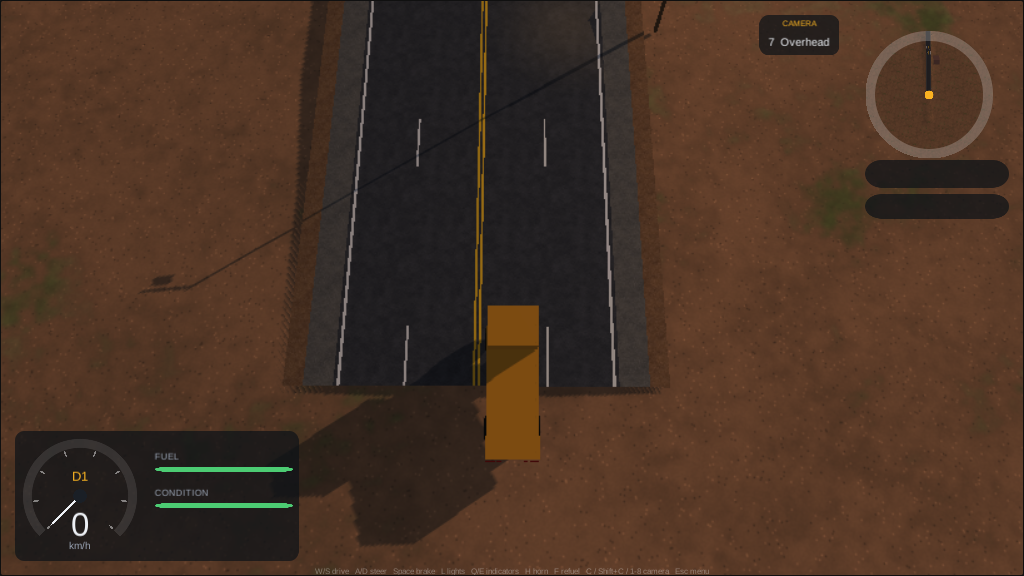 CAMERA
7 Overhead
D1
0
km/h
FUEL
CONDITION
W/S drive A/D steer Space brake L lights Q/E indicators H horn F refuel C / Shift+C / 1-8 camera Esc menu